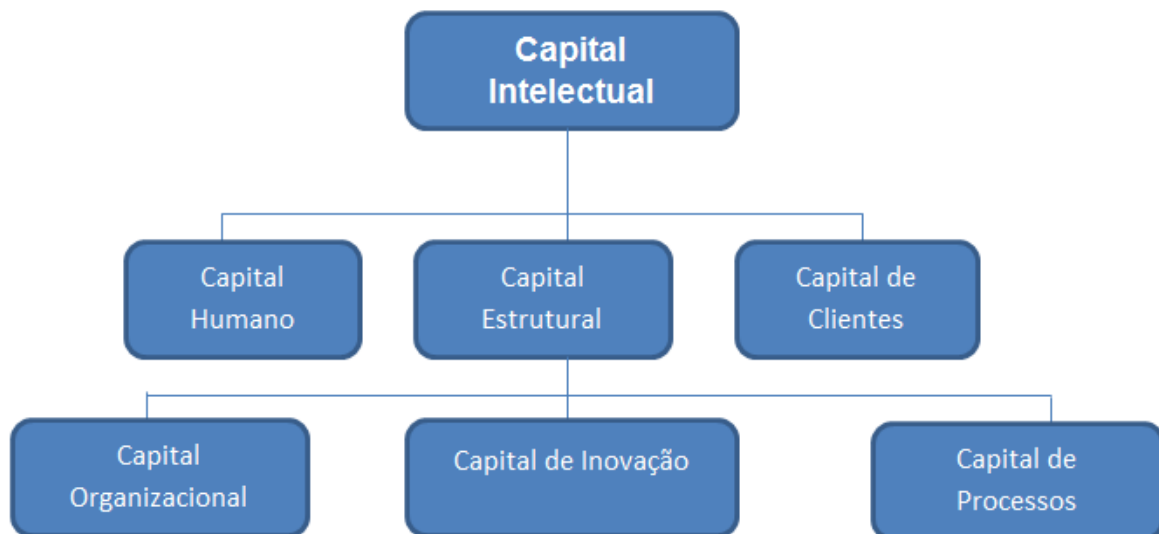 Capital
Intelectual
Capital
Humano
Capital
Estrutural
Capital de
Clientes
Capital
Organizacional
Capital de Inovação
Capital de
Processos